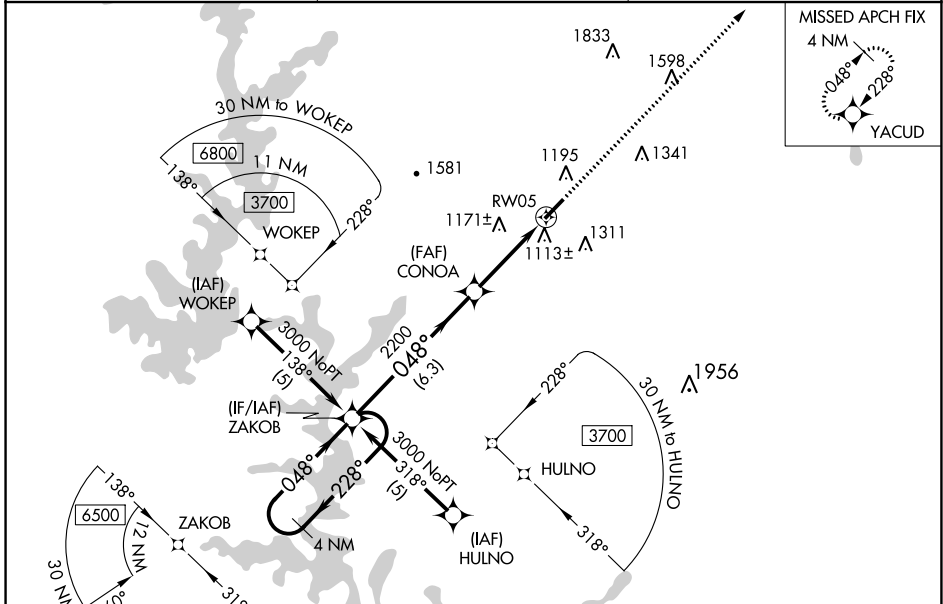 MISSED APCH FIX
4 NM
048°
228°
YACUD
1833
1598
30 NM to WOKEP
6800
11 NM
138°
3700
228°
WOKEP
1581
1195
1341
RW05
1171±
1113±
1311
(FAF)
CONOA
(IAF)
WOKEP
3000 NoPT
138°
(5)
2200
048°
(6.3)
(IF/IAF)
ZAKOB
1956
228°
30 NM to HULNO
3700
HULNO
318°
3000 NoPT
318°
(5)
048°
228°
4 NM
(IAF)
HULNO
138°
6500
12 NM
ZAKOB
30 NM